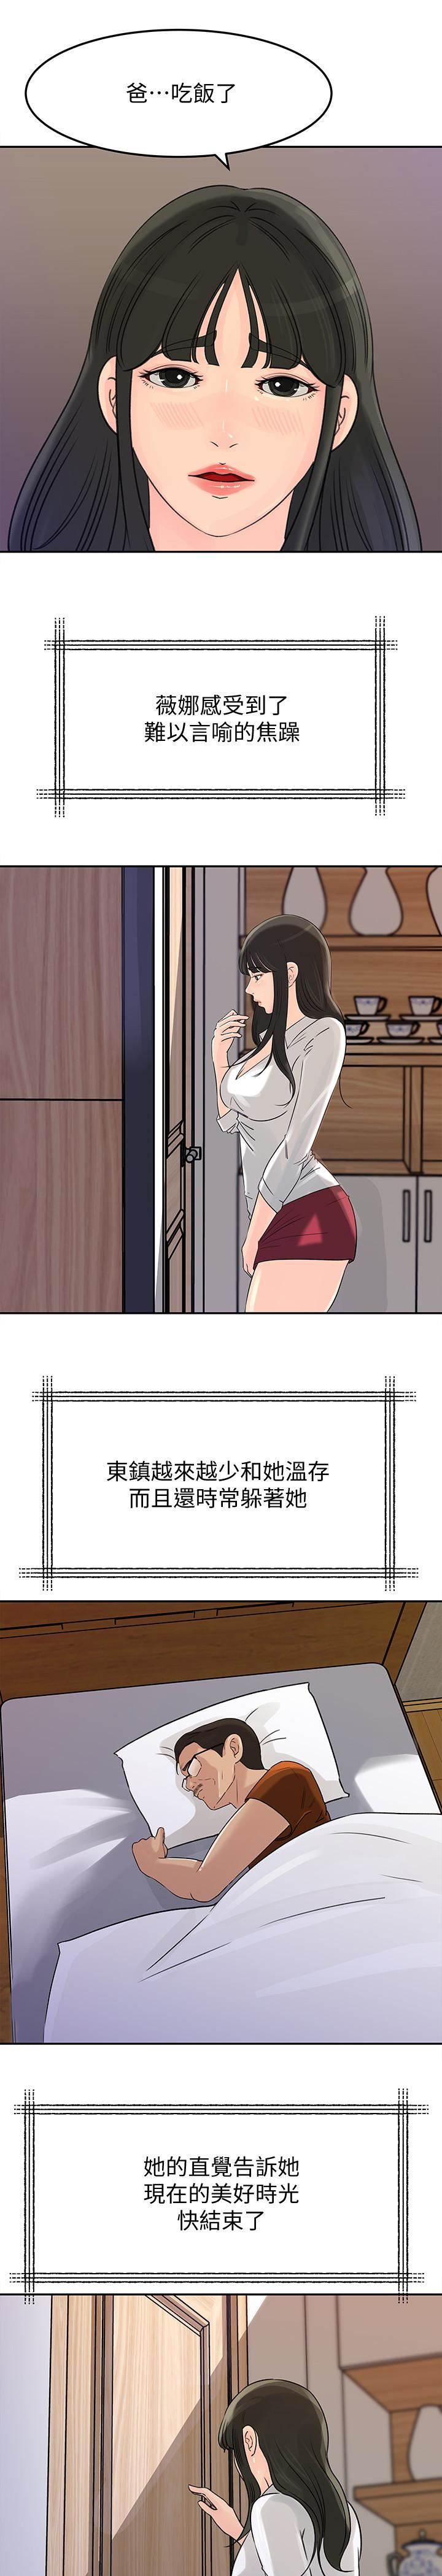 爸…吃飯了
薇娜感受到了
難以言喻的焦躁
東鎮越來越少和她溫存
而且還時常躲著她
她的直覺告訴她
現在的美好時光
快結束了